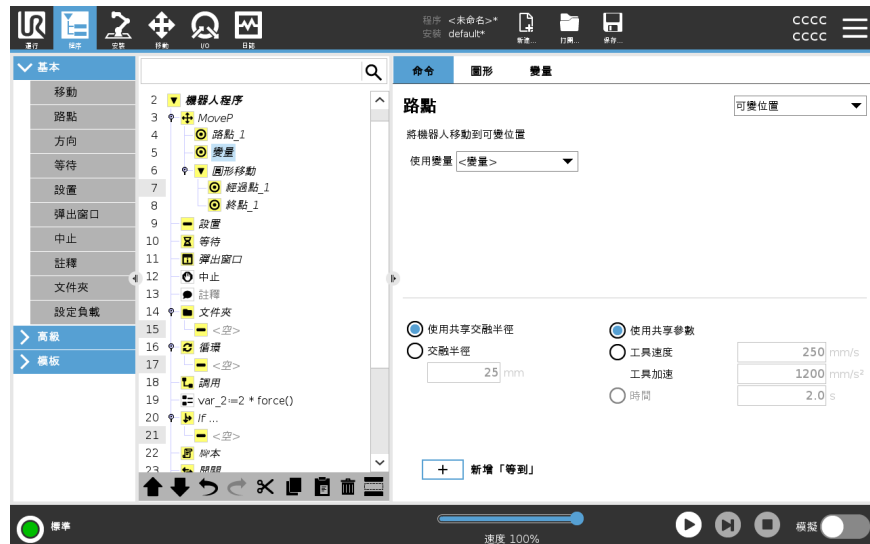 程序 <未命名>*
安裝 default*
新建...
打開...
保存...
CCCC
CCCC
運行
程序
安裝
移動
I/O
日誌
基本
移動
路點
方向
等待
設置
彈出窗口
中止
註釋
文件夾
設定負載
高級
模板
2 機器人程序
3 MoveP
4 路點_1
5 變量
6 圓形移動
7 經過點_1
8 終點_1
9 設置
10 等待
11 彈出窗口
12 中止
13 註釋
14 文件夾
15 <空>
16 循環
17 <空>
18 調用
19 var_2:=2 * force()
20 If ...
21 <空>
22 腳本
23 開關
命令 圖形 變量
路點
可變位置
將機器人移動到可變位置
使用變量 <變量>
使用共享交融半徑
交融半徑
25 mm
使用共享參數
工具速度 250 mm/s
工具加速 1200 mm/s²
時間 2.0 s
+ 新增「等到」
標準
速度 100%
模擬